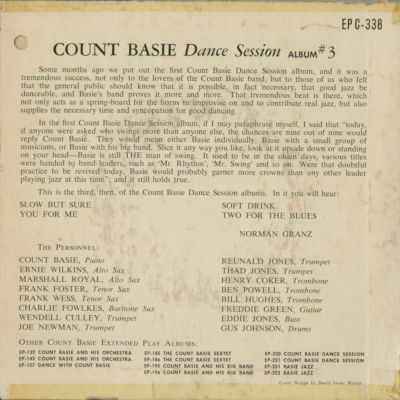 EP C-338
COUNT BASIE Dance Session ALBUM #3
Some months ago we put out the first Count Basie Dance Session album, and it was a
tremendous success, not only to the lovers of the Count Basie band, but to those of us who felt
that the general public should know that it is possible, in fact necessary, that good jazz be
danceable, and Basie's band proves it more and more. That tremendous beat is there, which
not only acts as a spring-board for the horns to improvise on and to contribute real jazz, but also
supplies the necessary time and syncopation for good dancing.
In the first Count Basie Dance Session album, if I may paraphrase myself, I said that "today,
if anyone were asked who swings more than anyone else, the chances are nine out of nine would
reply Count Basie. They would mean either Basie individually, Basie with a small group of
musicians, or Basie with his big band. Slice it any way you like, look at it upside down or standing
on your head—Basie is still THE man of swing. It used to be in the olden days, various titles
were handed to band leaders, such as 'Mr. Rhythm', 'Mr. Swing' and so on. Were that doubtful
practice to be revived today, Basie would probably garner more crowns than any other leader
playing jazz at this time"; and it still holds true.
This is the third, then, of the Count Basie Dance Session albums. In it you will hear:
SLOW BUT SURE
YOU FOR ME
SOFT DRINK
TWO FOR THE BLUES
NORMAN GRANZ
THE PERSONNEL:
COUNT BASIE, Piano
ERNIE WILKINS, Alto Sax
MARSHALL ROYAL, Alto Sax
FRANK FOSTER, Tenor Sax
FRANK WESS, Tenor Sax
CHARLIE FOWLKES, Baritone Sax
WENDELL CULLEY, Trumpet
JOE NEWMAN, Trumpet
REUNALD JONES, Trumpet
THAD JONES, Trumpet
HENRY COKER, Trombone
BEN POWELL, Trombone
BILL HUGHES, Trombone
FREDDIE GREEN, Guitar
EDDIE JONES, Bass
GUS JOHNSON, Drums
OTHER COUNT BASIE EXTENDED PLAY ALBUMS:
EP-132 COUNT BASIE AND HIS ORCHESTRA
EP-142 COUNT BASIE AND HIS ORCHESTRA
EP-157 DANCE WITH COUNT BASIE
EP-185 THE COUNT BASIE SEXTET
EP-186 THE COUNT BASIE SEXTET
EP-195 COUNT BASIE AND HIS BIG BAND
EP-196 COUNT BASIE AND HIS BIG BAND
EP-220 COUNT BASIE DANCE SESSION
EP-221 COUNT BASIE DANCE SESSION
EP-251 BASIE JAZZ
EP-252 BASIE JAZZ
Cover Design by David Stone Martin